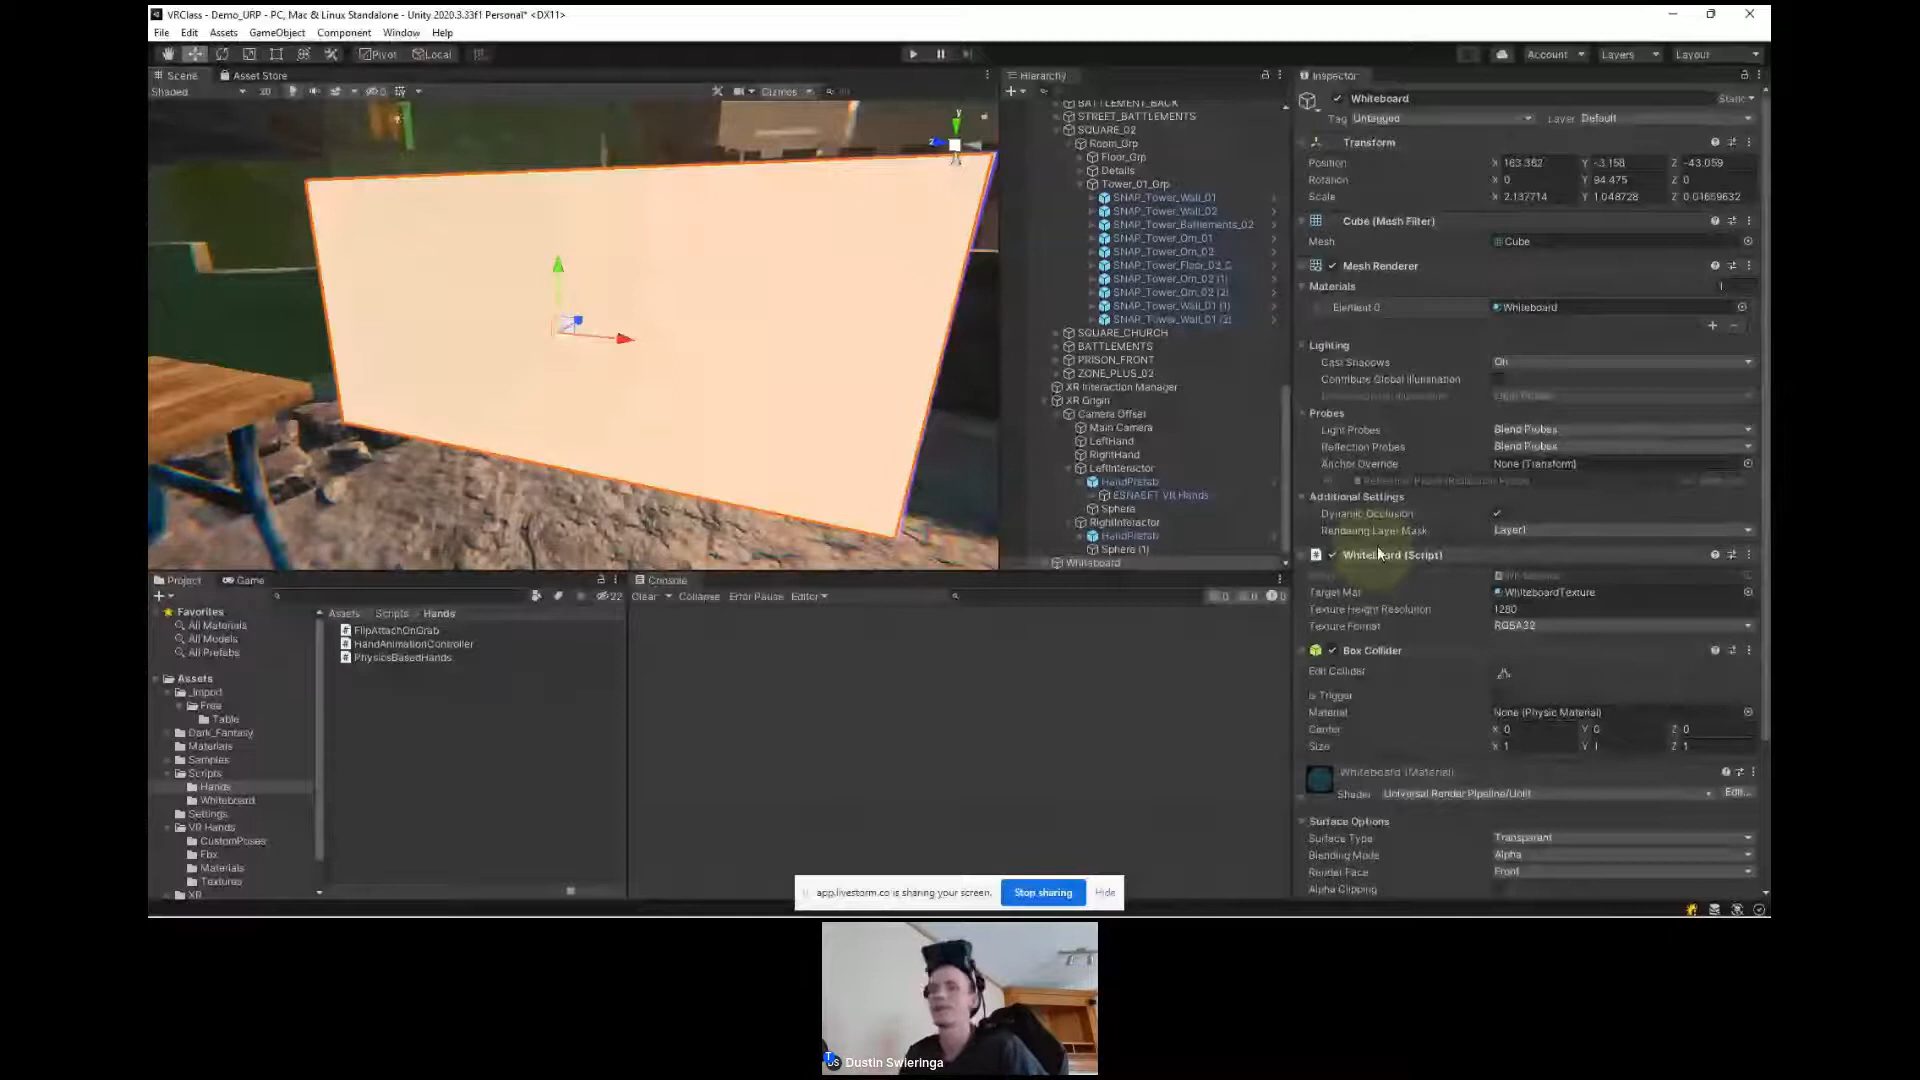 VRClass - Demo_URP - PC, Mac & Linux Standalone - Unity 2020.3.33f1 Personal* <DX11>
File Edit Assets GameObject Component Window Help
Pivot Local
Account Layers Layout
Scene Asset Store
Shaded 2D Gizmos
Hierarchy
BATTLEMENT_BACK
STREET_BATTLEMENTS
SQUARE_02
Room_Grp
Floor_Grp
Details
Tower_01_Grp
SNAP_Tower_Wall_01
SNAP_Tower_Wall_02
SNAP_Tower_Battlements_02
SNAP_Tower_Orn_01
SNAP_Tower_Orn_02
SNAP_Tower_Floor_02_C
SNAP_Tower_Orn_02 (1)
SNAP_Tower_Orn_02 (2)
SNAP_Tower_Wall_01 (1)
SNAP_Tower_Wall_01 (2)
SQUARE_CHURCH
BATTLEMENTS
PRISON_FRONT
ZONE_PLUS_02
XR Interaction Manager
XR Origin
Camera Offset
Main Camera
LeftHand
RightHand
LeftInteractor
HandPrefab
ESNAEFT VR Hands
Sphere
RightInteractor
HandPrefab
Sphere (1)
Whiteboard
Inspector
Whiteboard Static
Tag Untagged Layer Default
Transform
Position X 163.362 Y -3.158 Z -43.059
Rotation X 0 Y 94.475 Z 0
Scale X 2.137714 Y 1.048728 Z 0.01659632
Cube (Mesh Filter)
Mesh Cube
Mesh Renderer
Materials 1
Element 0 Whiteboard
Lighting
Cast Shadows On
Contribute Global Illumination
Probes
Light Probes Blend Probes
Reflection Probes Blend Probes
Anchor Override None (Transform)
Additional Settings
Dynamic Occlusion
Rendering Layer Mask Layer1
Whiteboard (Script)
Target Mat WhiteboardTexture
Texture Height Resolution 1280
Texture Format RGBA32
Box Collider
Edit Collider
Is Trigger
Material None (Physic Material)
Center X 0 Y 0 Z 0
Size X 1 Y 1 Z 1
Whiteboard (Material)
Shader Universal Render Pipeline/Unlit Edit...
Surface Options
Surface Type Transparent
Blending Mode Alpha
Render Face Front
Alpha Clipping
Project Game
22
Favorites
All Materials
All Models
All Prefabs
Assets
_Import
Free
Table
Dark_Fantasy
Materials
Samples
Scripts
Hands
Whiteboard
Settings
VR Hands
CustomPoses
Fbx
Materials
Textures
XR
Assets Scripts Hands
FlipAttachOnGrab
HandAnimationController
PhysicsBasedHands
Console
Clear Collapse Error Pause Editor
0 0 0
app.livestorm.co is sharing your screen. Stop sharing Hide
DS Dustin Swieringa